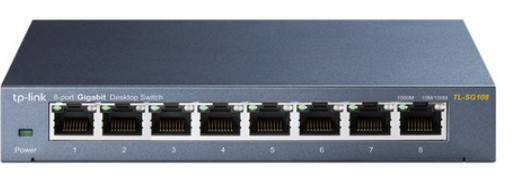 tp-link 8-port Gigabit Desktop Switch 1000M 10M/100M TL-SG108
Power 1 2 3 4 5 6 7 8